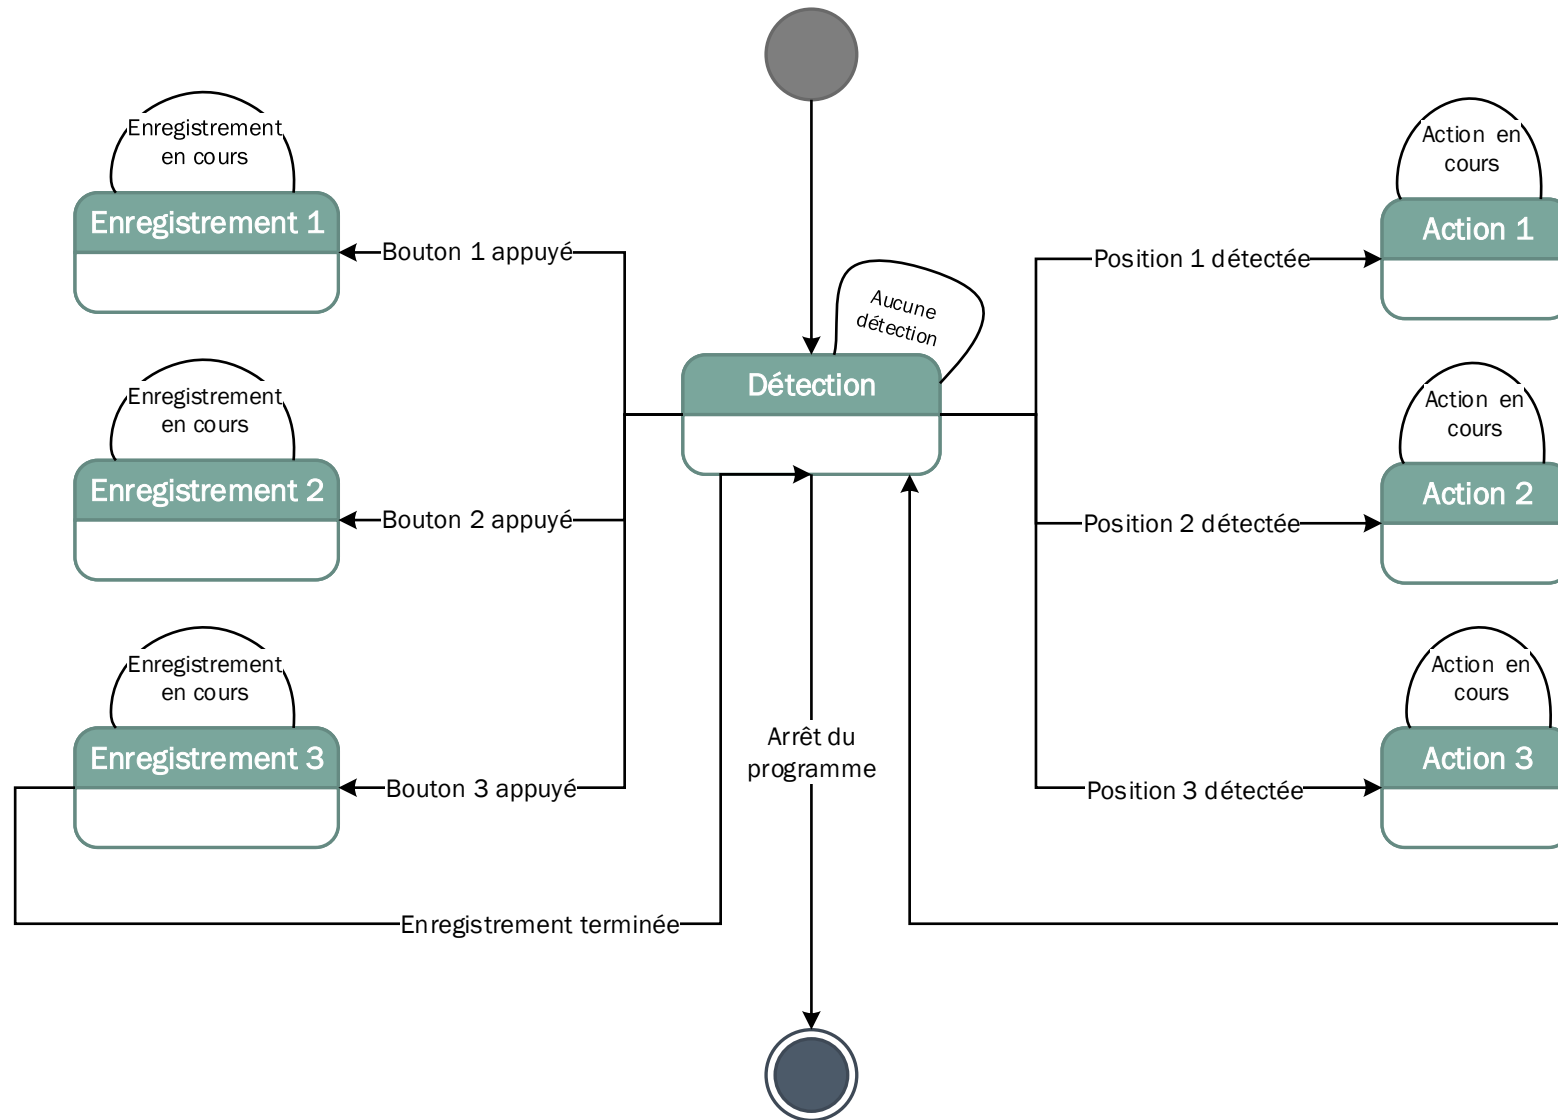 Enregistrement
en cours
Enregistrement 1
Bouton 1 appuyé
Enregistrement
en cours
Enregistrement 2
Bouton 2 appuyé
Enregistrement
en cours
Enregistrement 3
Bouton 3 appuyé
Enregistrement terminée
Aucune
détection
Détection
Arrêt du
programme
Action en
cours
Action 1
Position 1 détectée
Action en
cours
Action 2
Position 2 détectée
Action en
cours
Action 3
Position 3 détectée